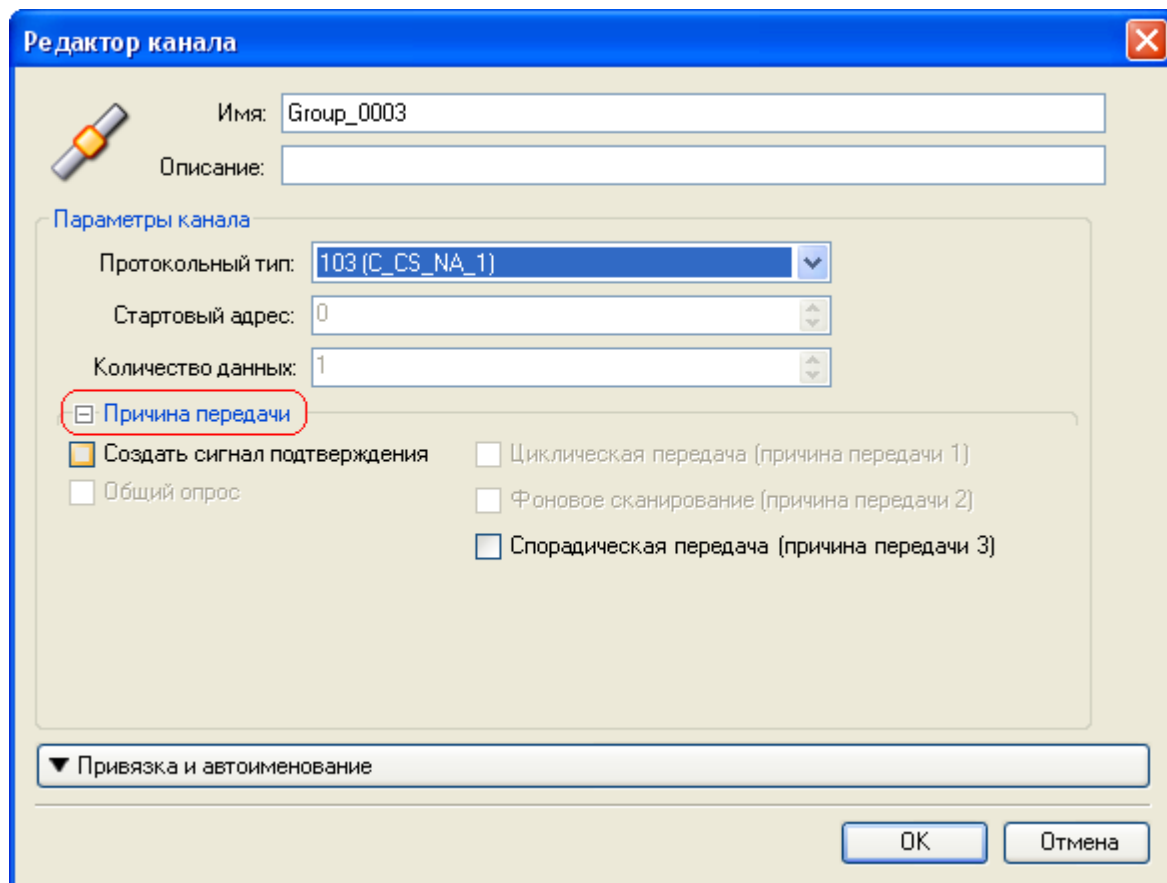 Редактор канала
Имя: Group_0003
Описание:
Параметры канала
Протокольный тип: 103 (C_CS_NA_1)
Стартовый адрес: 0
Количество данных: 1
Причина передачи
Создать сигнал подтверждения
Циклическая передача (причина передачи 1)
Общий опрос
Фоновое сканирование (причина передачи 2)
Спорадическая передача (причина передачи 3)
Привязка и автоименование
OK
Отмена